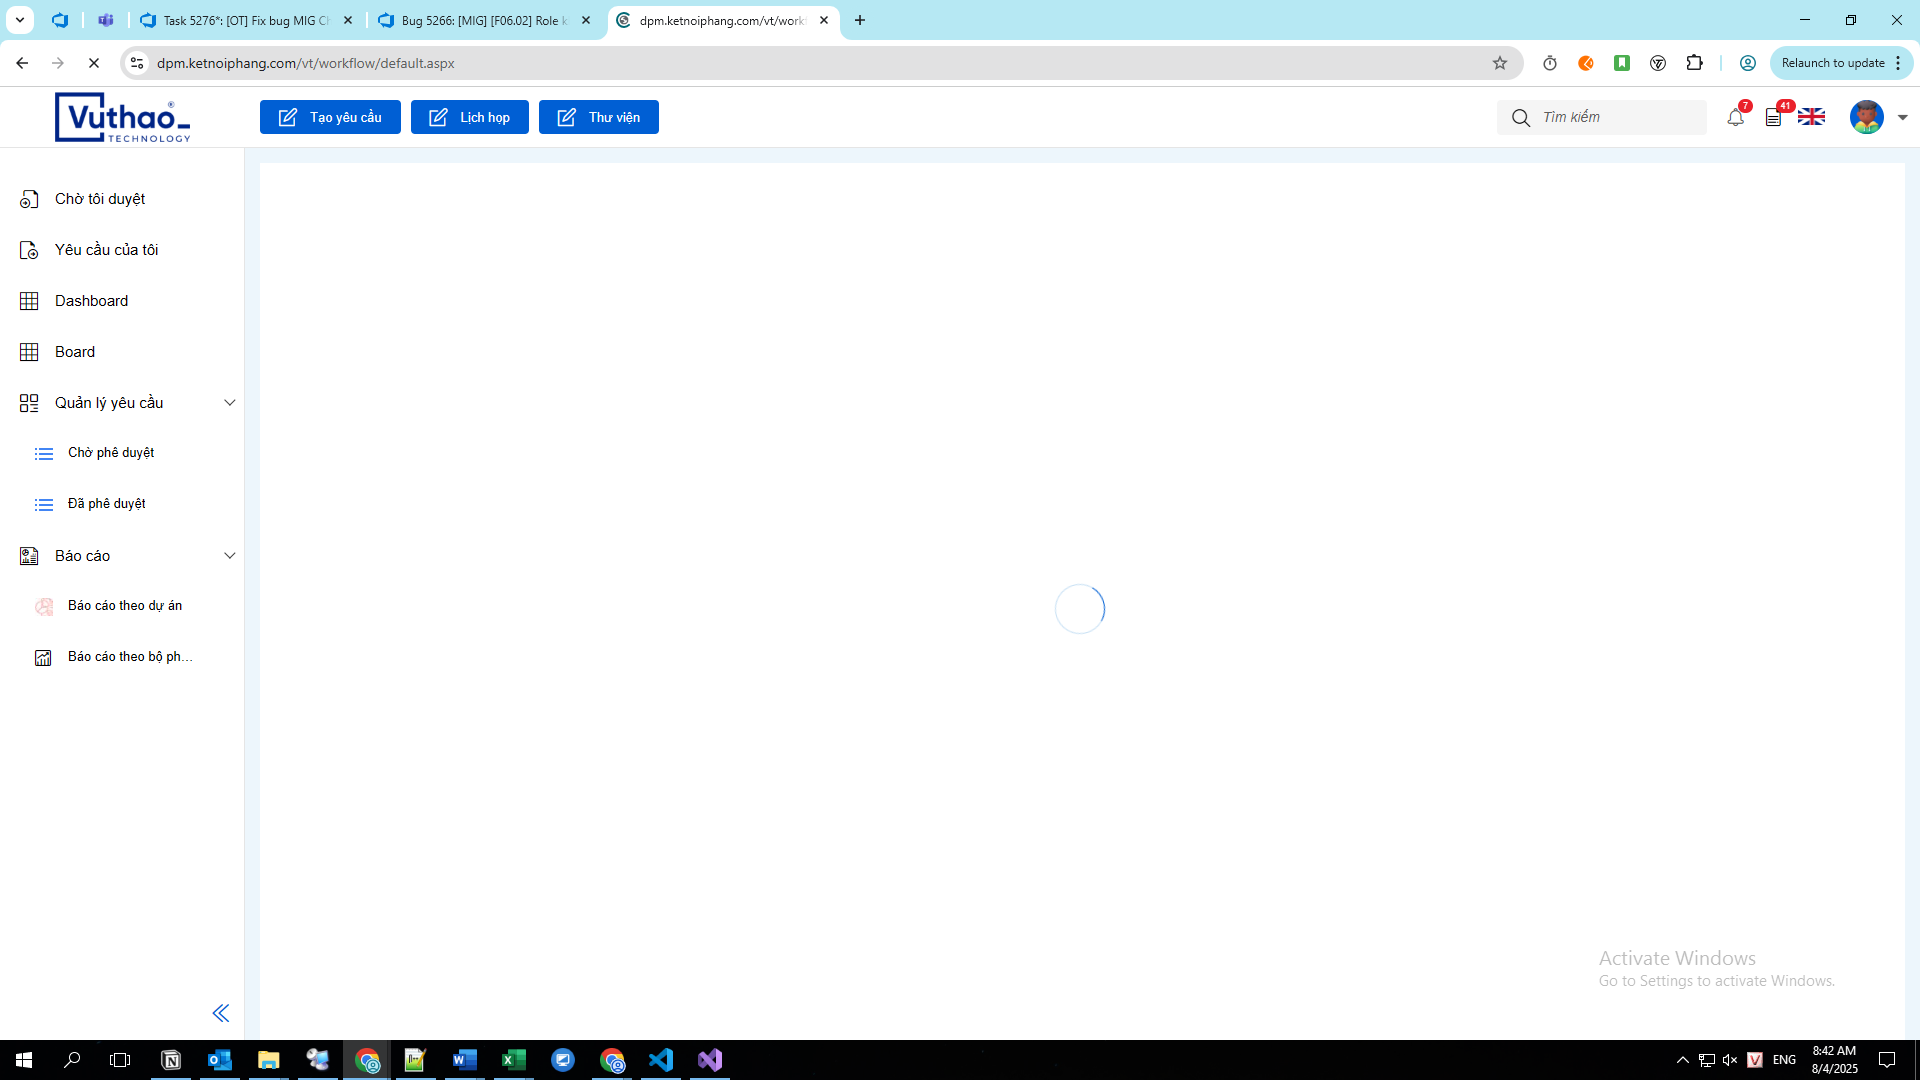 Task 5276*: [OT] Fix bug MIG Ch
Bug 5266: [MIG] [F06.02] Role k
dpm.ketnoiphang.com/vt/workf
dpm.ketnoiphang.com/vt/workflow/default.aspx
Relaunch to update
Vuthao_
®
TECHNOLOGY
Tạo yêu cầu
Lịch họp
Thư viện
Tìm kiếm
7
41
Chờ tôi duyệt
Yêu cầu của tôi
Dashboard
Board
Quản lý yêu cầu
Chờ phê duyệt
Đã phê duyệt
Báo cáo
Báo cáo theo dự án
Báo cáo theo bộ ph...
Activate Windows
Go to Settings to activate Windows.
ENG
8:42 AM
8/4/2025